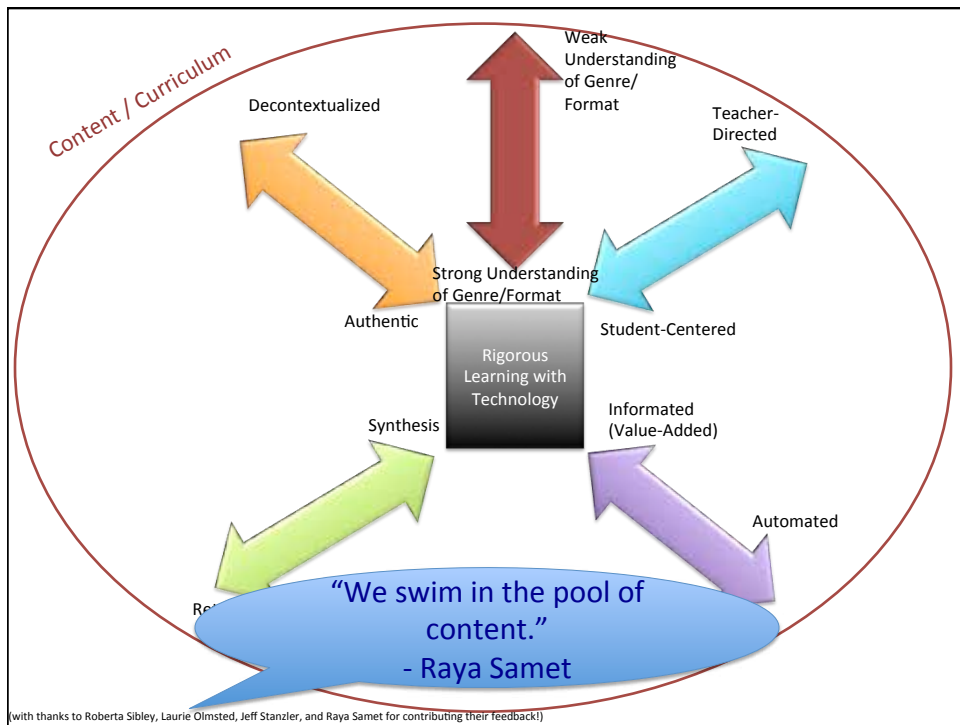 Content / Curriculum
Weak
Understanding
of Genre/
Format
Decontextualized
Teacher-
Directed
Strong Understanding
of Genre/Format
Authentic
Student-Centered
Rigorous
Learning with
Technology
Synthesis
Informated
(Value-Added)
Automated
“We swim in the pool of
content.”
- Raya Samet
(with thanks to Roberta Sibley, Laurie Olmsted, Jeff Stanzler, and Raya Samet for contributing their feedback!)